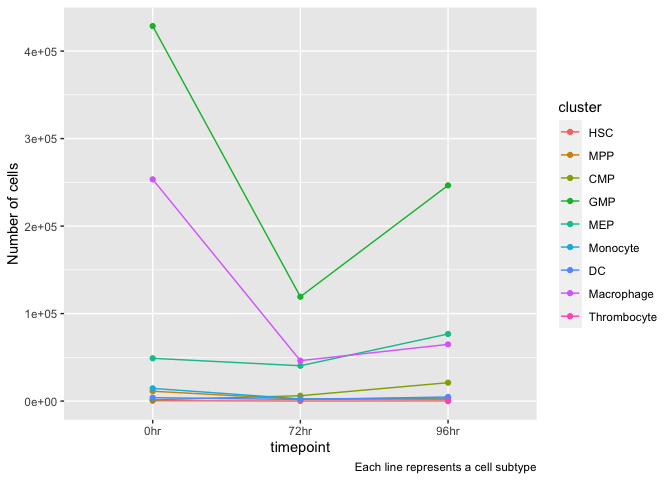 Number of cells
4e+05
3e+05
2e+05
1e+05
0e+00
0hr
72hr
96hr
timepoint
Each line represents a cell subtype
cluster
HSC
MPP
CMP
GMP
MEP
Monocyte
DC
Macrophage
Thrombocyte